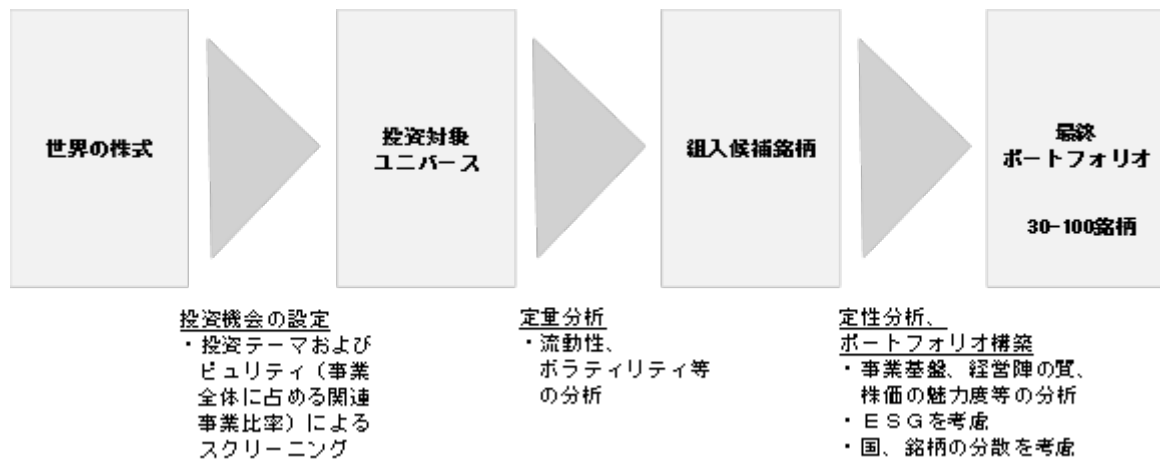 世界の株式
投資対象
ユニバース
組入候補銘柄
最終
ポートフォリオ
30-100銘柄
投資機会の設定
・投資テーマおよび
ピュリティ（事業
全体に占める関連
事業比率）による
スクリーニング
定量分析
・流動性、
ボラティリティ等
の分析
定性分析、
ポートフォリオ構築
・事業基盤、経営陣の質、
株価の魅力度等の分析
・ＥＳＧを考慮
・国、銘柄の分散を考慮